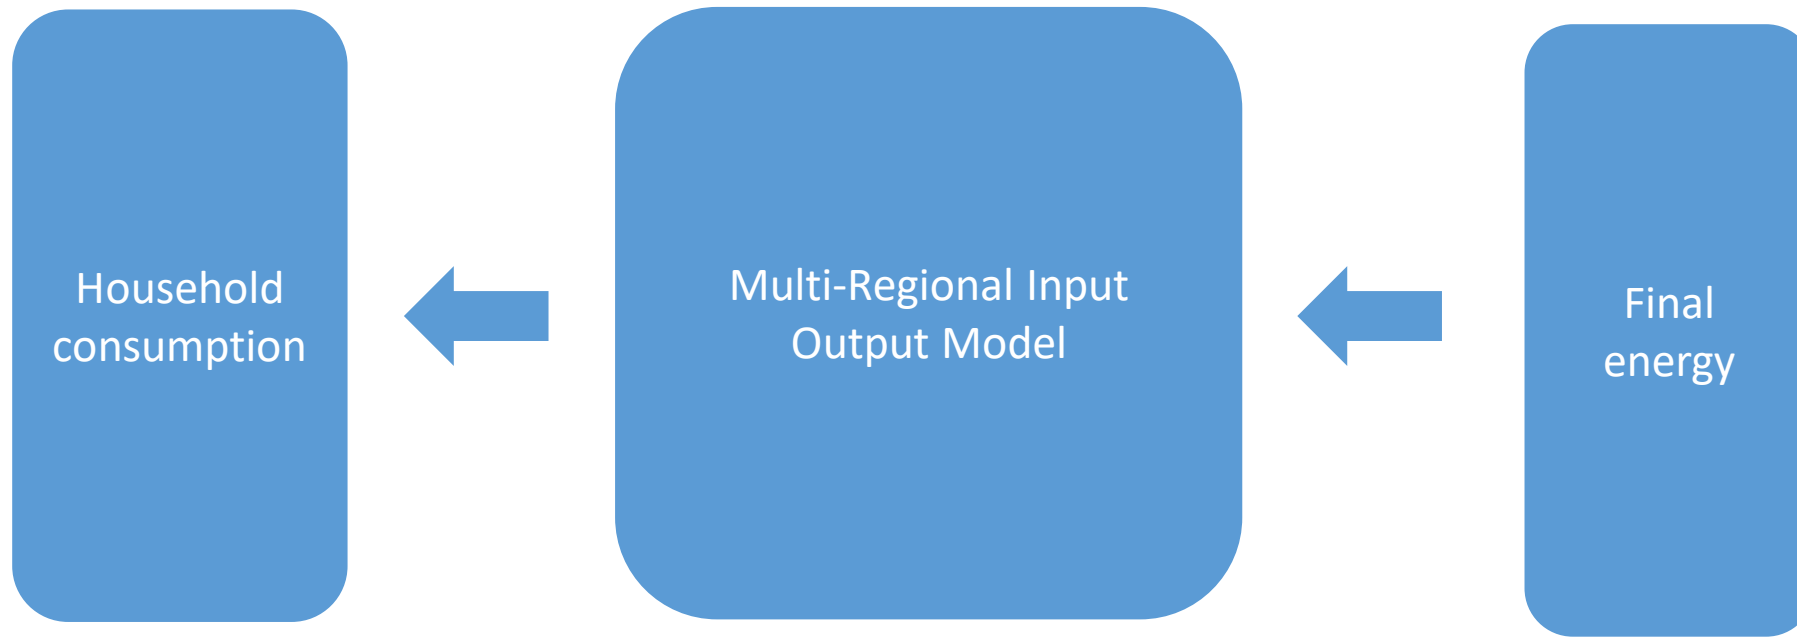 Household
consumption
Multi-Regional Input
Output Model
Final
energy